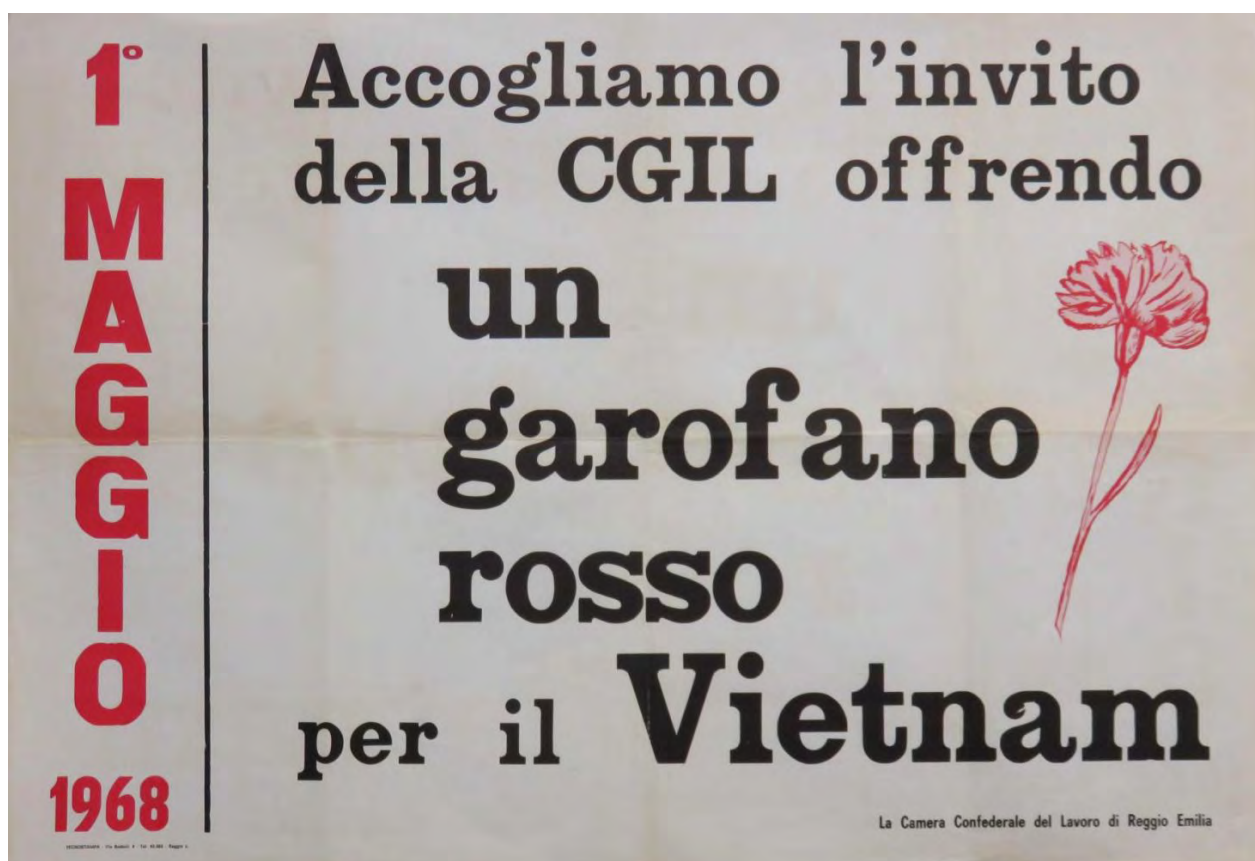 1º
MAGGIO
1968
Accogliamo l'invito
della CGIL offrendo
un
garofano
rosso
per il Vietnam
La Camera Confederale del Lavoro di Reggio Emilia